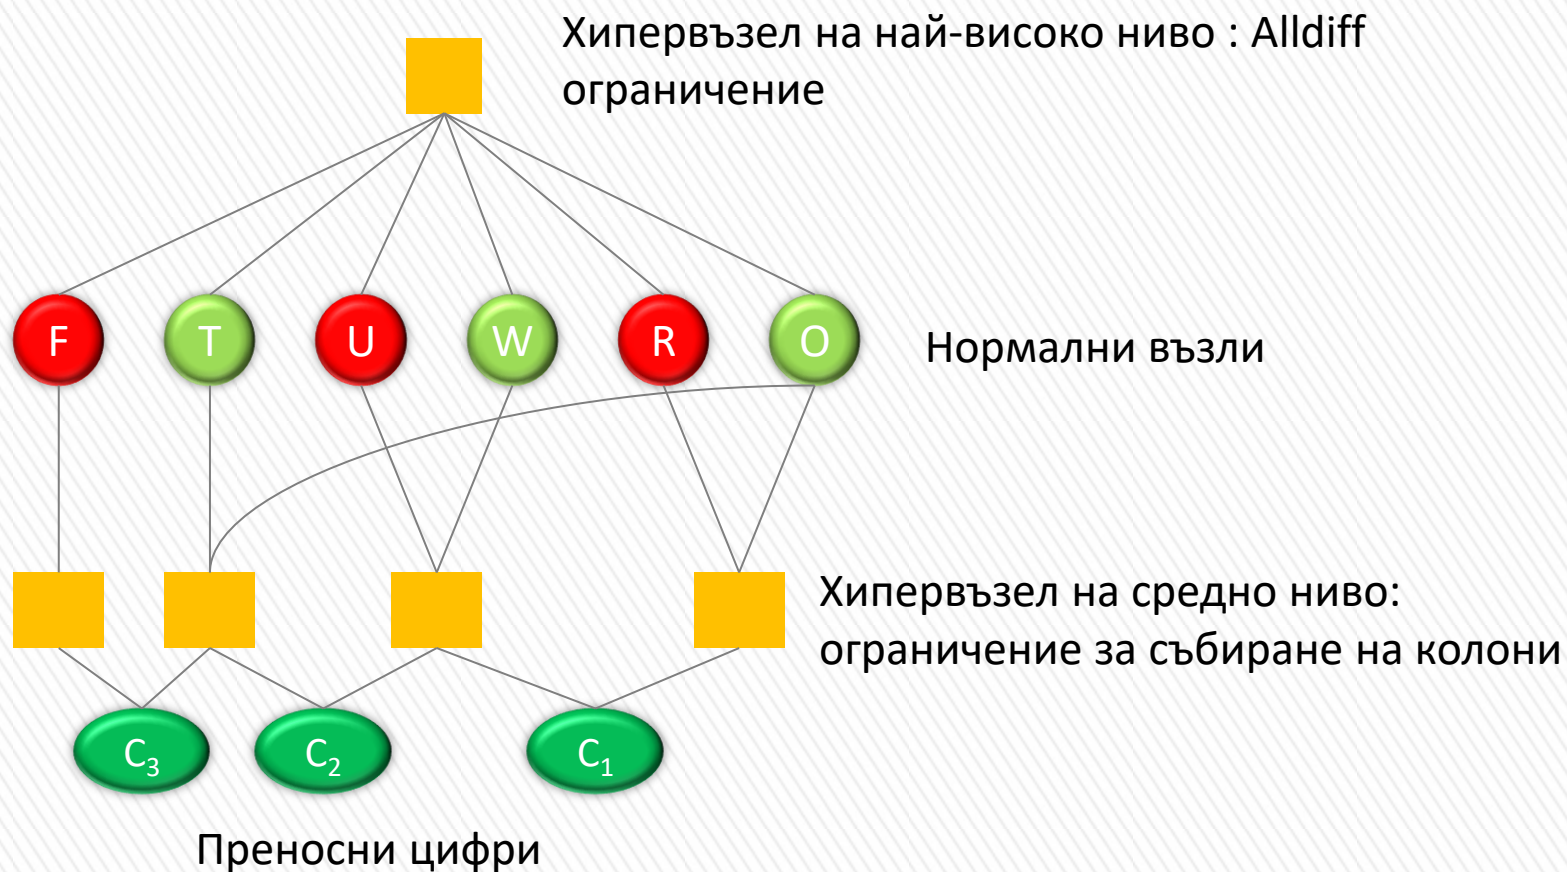 Хипервъзел на най-високо ниво : Alldiff
ограничение
F T U W R O
Нормални възли
Хипервъзел на средно ниво:
ограничение за събиране на колони
C₃ C₂ C₁
Преносни цифри